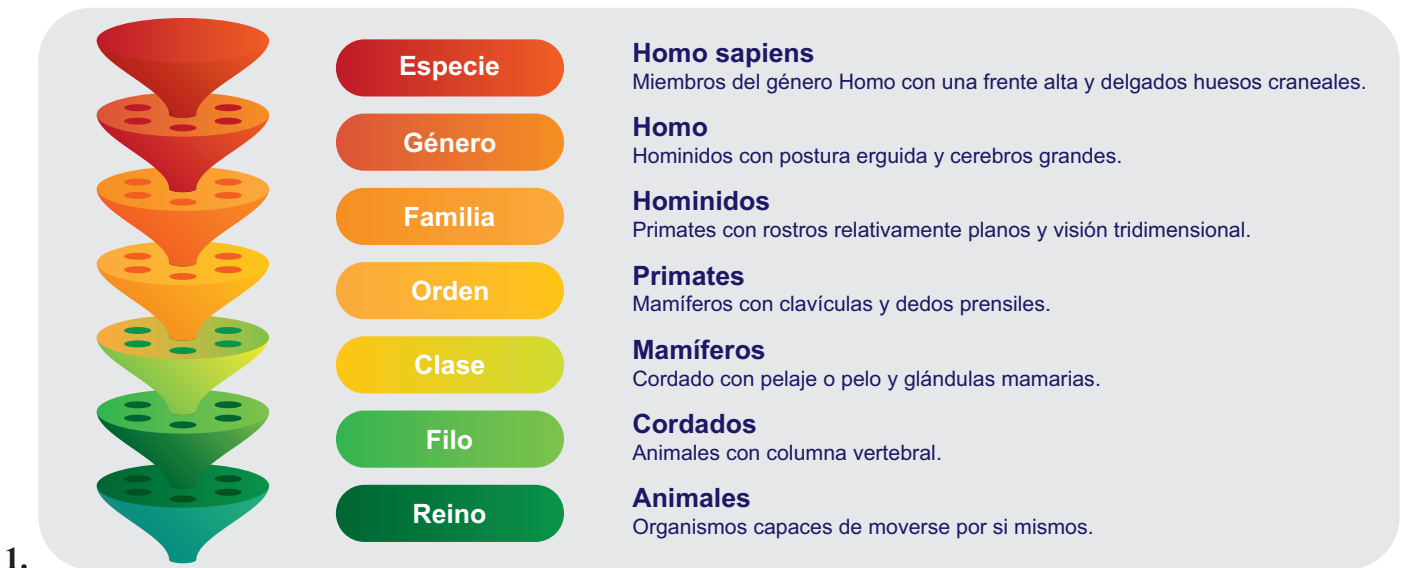 Especie
Homo sapiens
Miembros del género Homo con una frente alta y delgados huesos craneales.
Género
Homo
Hominidos con postura erguida y cerebros grandes.
Familia
Hominidos
Primates con rostros relativamente planos y visión tridimensional.
Orden
Primates
Mamíferos con clavículas y dedos prensiles.
Clase
Mamíferos
Cordado con pelaje o pelo y glándulas mamarias.
Filo
Cordados
Animales con columna vertebral.
Reino
Animales
Organismos capaces de moverse por si mismos.
1.